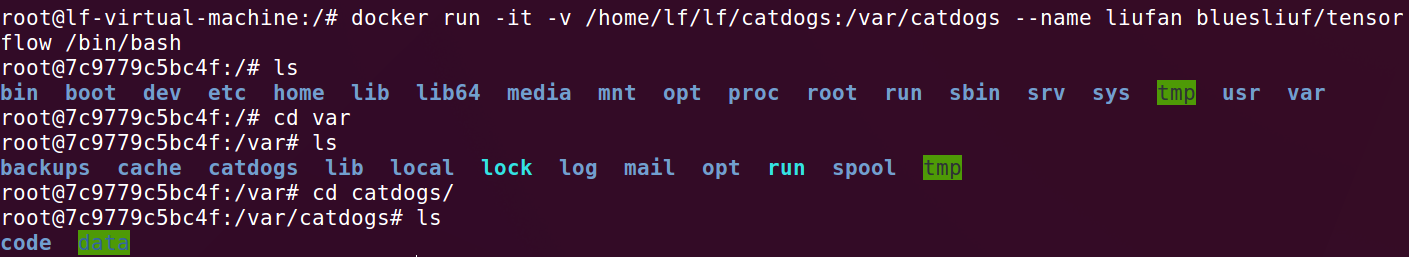 root@lf-virtual-machine:/# docker run -it -v /home/lf/lf/catdogs:/var/catdogs --name liufan bluesliuf/tensor
flow /bin/bash
root@7c9779c5bc4f:/# ls
bin  boot  dev  etc  home  lib  lib64  media  mnt  opt  proc  root  run  sbin  srv  sys  tmp  usr  var
root@7c9779c5bc4f:/# cd var
root@7c9779c5bc4f:/var# ls
backups  cache  catdogs  lib  local  lock  log  mail  opt  run  spool  tmp
root@7c9779c5bc4f:/var# cd catdogs/
root@7c9779c5bc4f:/var/catdogs# ls
code  data